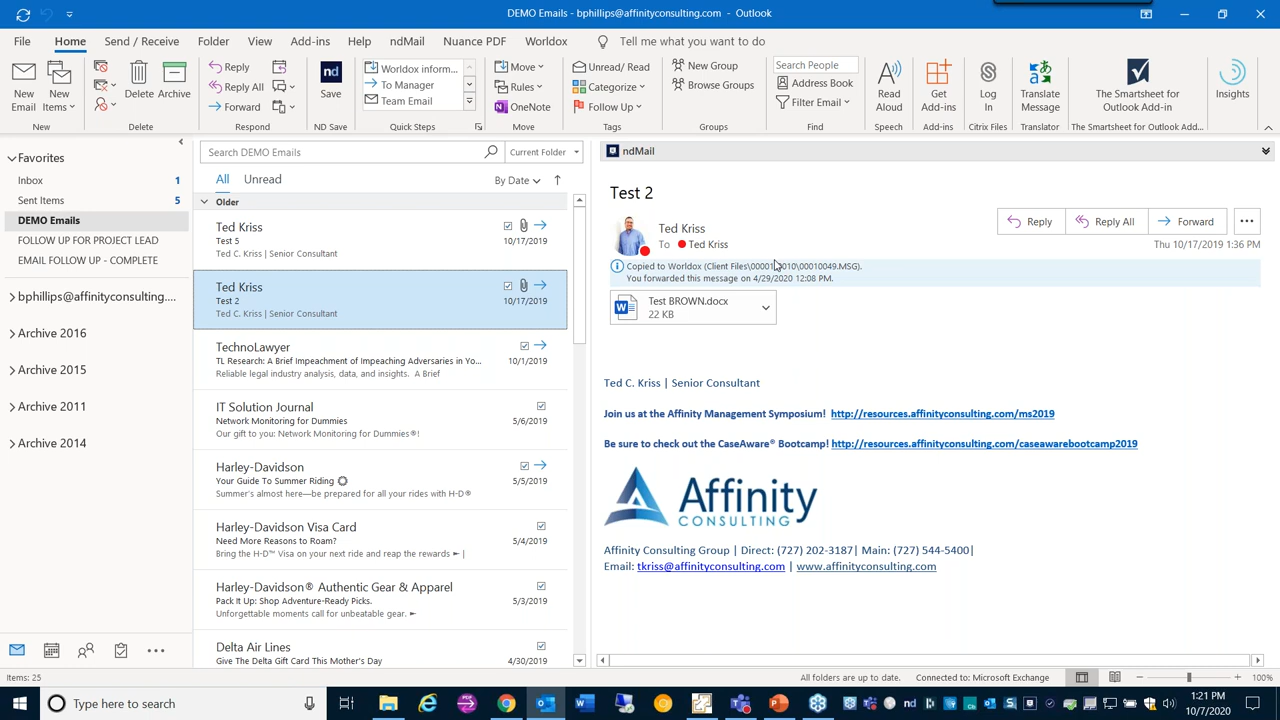 DEMO Emails - bphillips@affinityconsulting.com - Outlook
File Home Send / Receive Folder View Add-ins Help ndMail Nuance PDF Worldox Tell me what you want to do
New Email
New Items
New
Delete
Archive
Delete
Reply
Reply All
Forward
Respond
nd
Save
ND Save
Worldox inform...
To Manager
Team Email
Quick Steps
Move
Rules
OneNote
Move
Unread/ Read
Categorize
Follow Up
Tags
New Group
Browse Groups
Groups
Search People
Address Book
Filter Email
Find
Read Aloud
Speech
Get Add-ins
Add-ins
Log In
Citrix Files
Translate Message
Translator
The Smartsheet for Outlook Add-in
The Smartsheet for Outlook Add...
Insights
Favorites
Inbox 1
Sent Items 5
DEMO Emails
FOLLOW UP FOR PROJECT LEAD
EMAIL FOLLOW UP - COMPLETE
bphillips@affinityconsulting....
Archive 2016
Archive 2015
Archive 2011
Archive 2014
Search DEMO Emails Current Folder
All Unread By Date
Older
Ted Kriss
Test 5 10/17/2019
Ted C. Kriss | Senior Consultant
Ted Kriss
Test 2 10/17/2019
Ted C. Kriss | Senior Consultant
TechnoLawyer
TL Research: A Brief Impeachment of Impeaching Adversaries in Yo... 10/1/2019
Reliable legal industry analysis, data, and insights. A Brief
IT Solution Journal
Network Monitoring for Dummies 5/6/2019
Our gift to you: Network Monitoring for Dummies®!
Harley-Davidson
Your Guide To Summer Riding 5/5/2019
Summer's almost here—be prepared for all your rides with H-D®
Harley-Davidson Visa Card
Need More Reasons to Roam? 5/4/2019
Bring the H-D™ Visa on your next ride and reap the rewards ► |
Harley-Davidson® Authentic Gear & Apparel
Pack It Up: Shop Adventure-Ready Picks. 5/3/2019
Unforgettable moments call for unbeatable gear. ►
Delta Air Lines
Give The Delta Gift Card This Mother's Day 4/30/2019
ndMail
Test 2
Ted Kriss
To Ted Kriss
Reply Reply All Forward
Thu 10/17/2019 1:36 PM
Copied to Worldox (Client
You forwarded this message on 4/29/2020 12:08 PM.
Test BROWN.docx
22 KB
Ted C. Kriss | Senior Consultant
Join us at the Affinity Management Symposium! http://resources.affinityconsulting.com/ms2019
Be sure to check out the CaseAware® Bootcamp! http://resources.affinityconsulting.com/caseawarebootcamp2019
Affinity
CONSULTING
Affinity Consulting Group | Direct: (727) 202-3187| Main: (727) 544-5400|
Email: tkriss@affinityconsulting.com | www.affinityconsulting.com
Items: 25 All folders are up to date. Connected to: Microsoft Exchange 100%
Type here to search
1:21 PM
10/7/2020